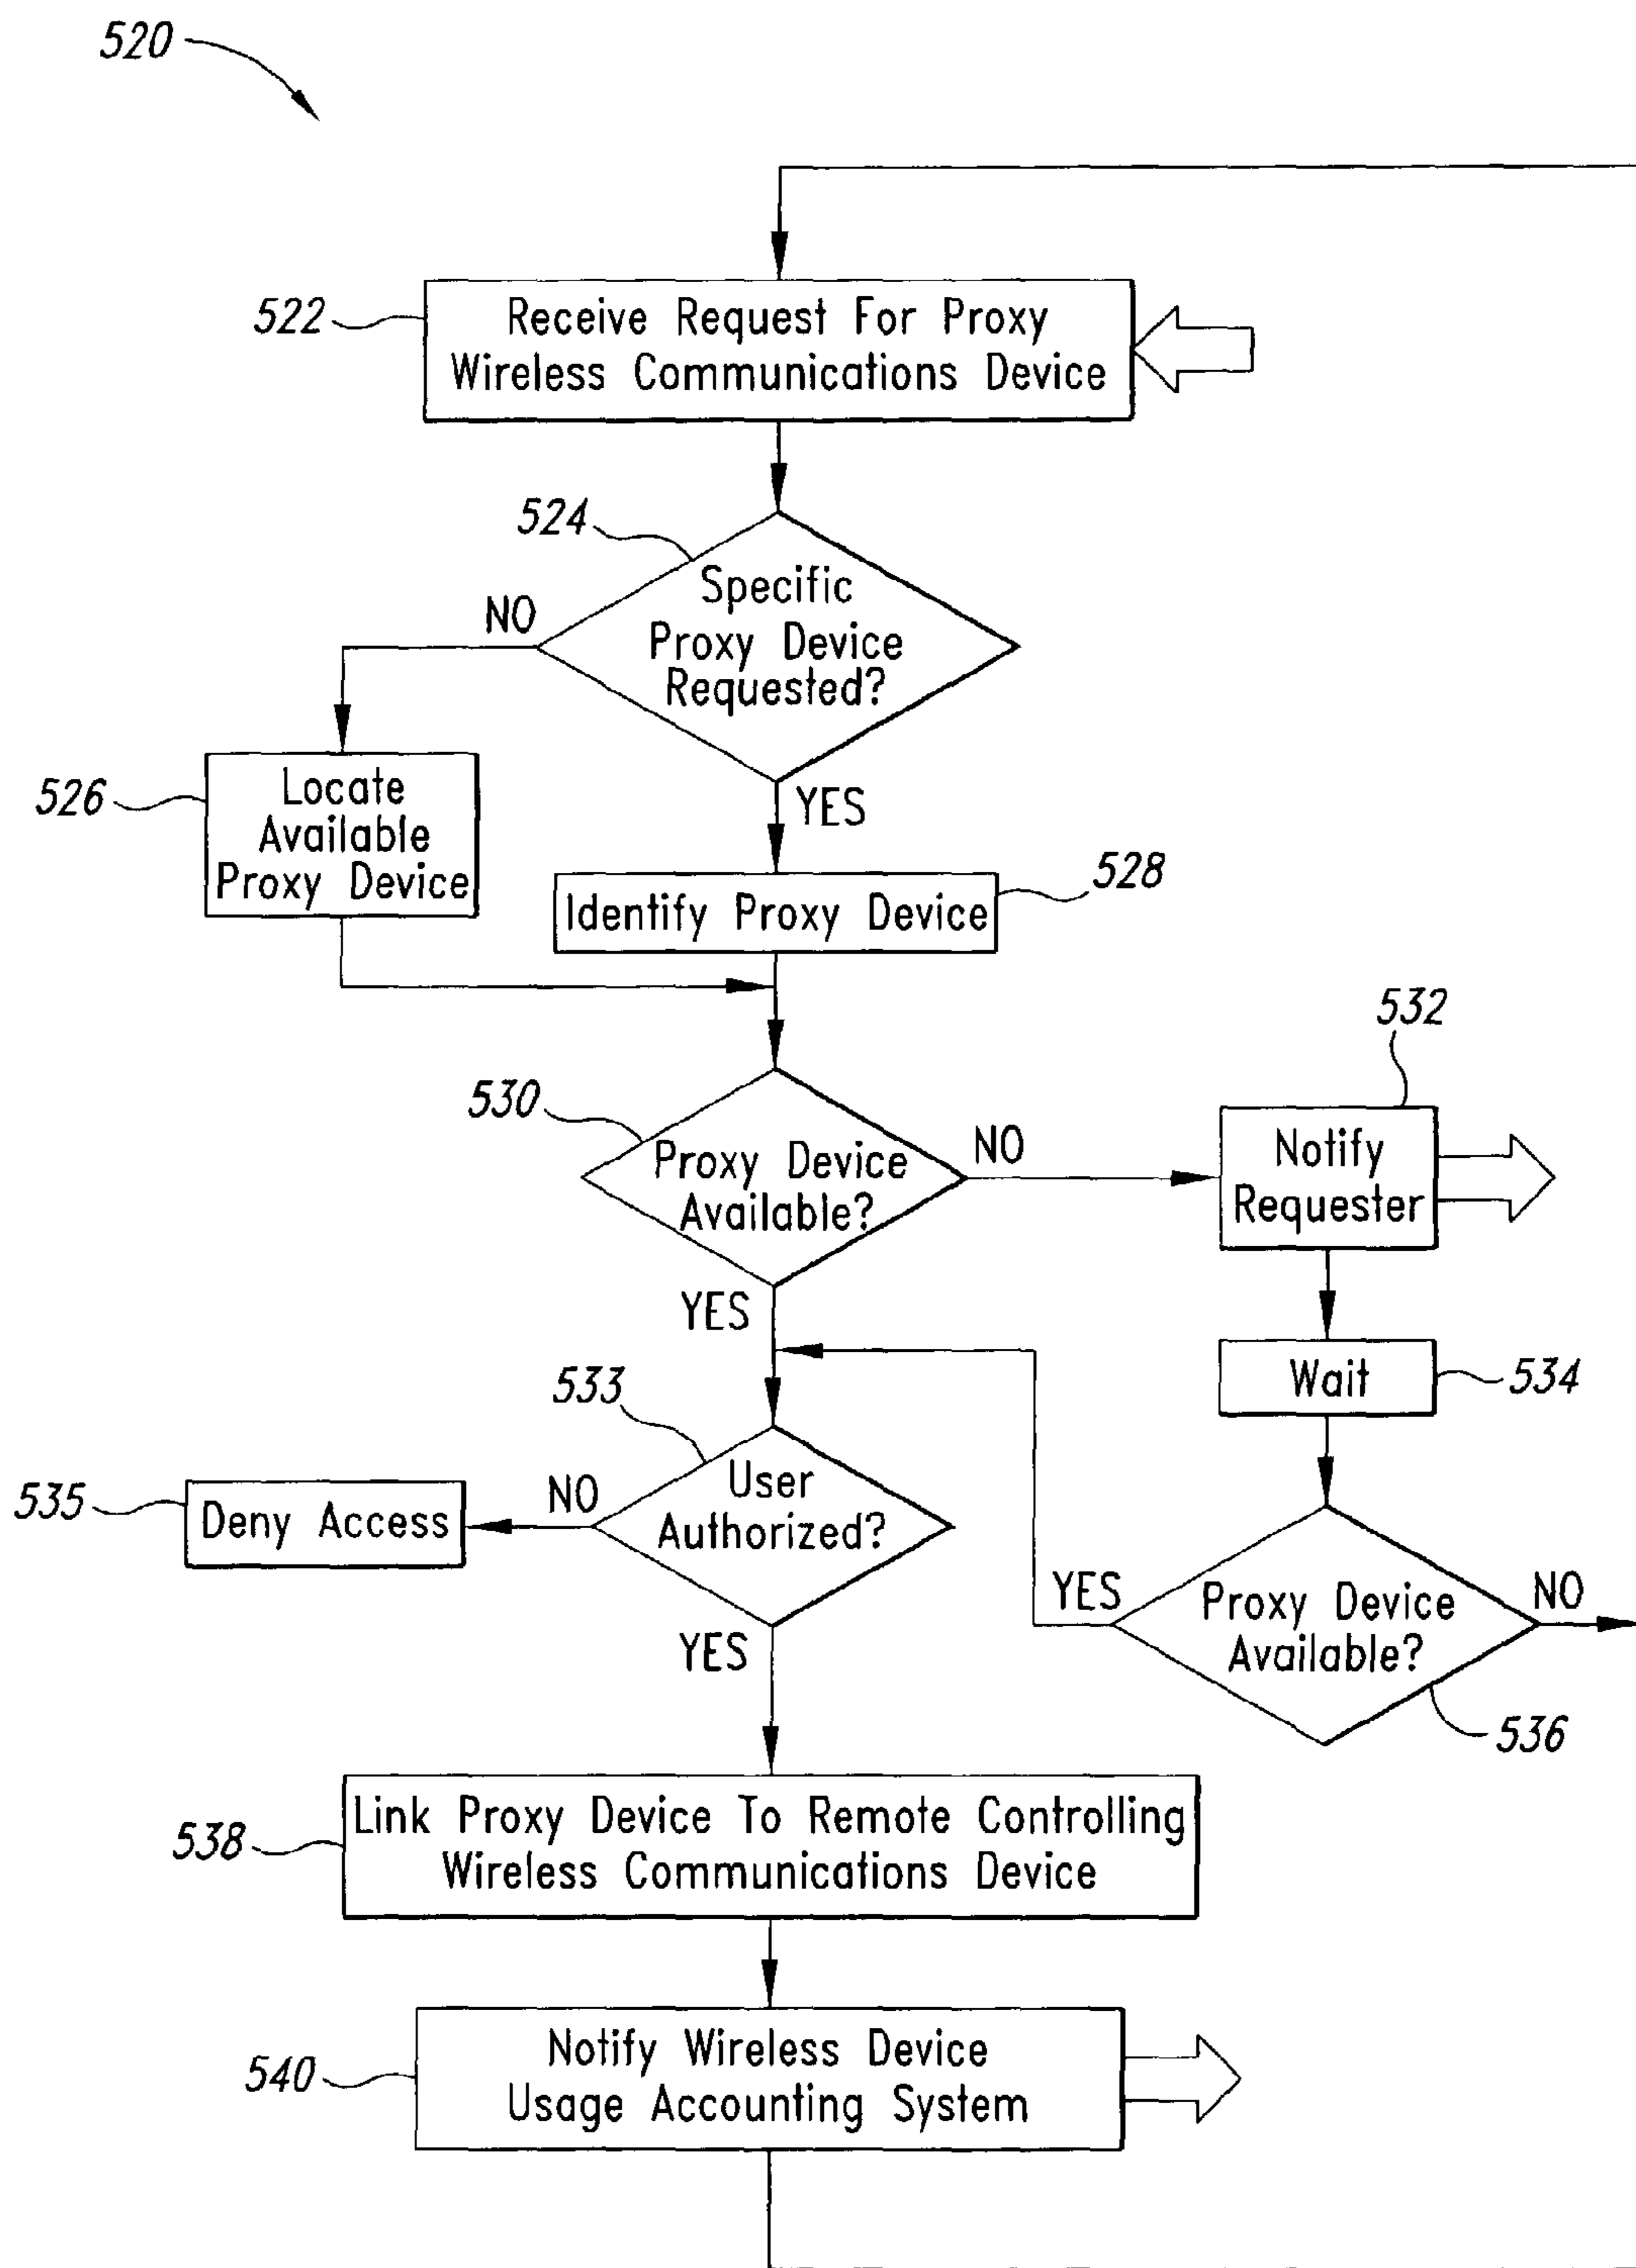 520
522
Receive Request For Proxy
Wireless Communications Device
524
Specific
Proxy Device
Requested?
NO
YES
526
Locate
Available
Proxy Device
528
Identify Proxy Device
530
Proxy Device
Available?
NO
532
Notify
Requester
YES
534
Wait
533
User
Authorized?
NO
535
Deny Access
YES
536
Proxy Device
Available?
YES
NO
538
Link Proxy Device To Remote Controlling
Wireless Communications Device
540
Notify Wireless Device
Usage Accounting System